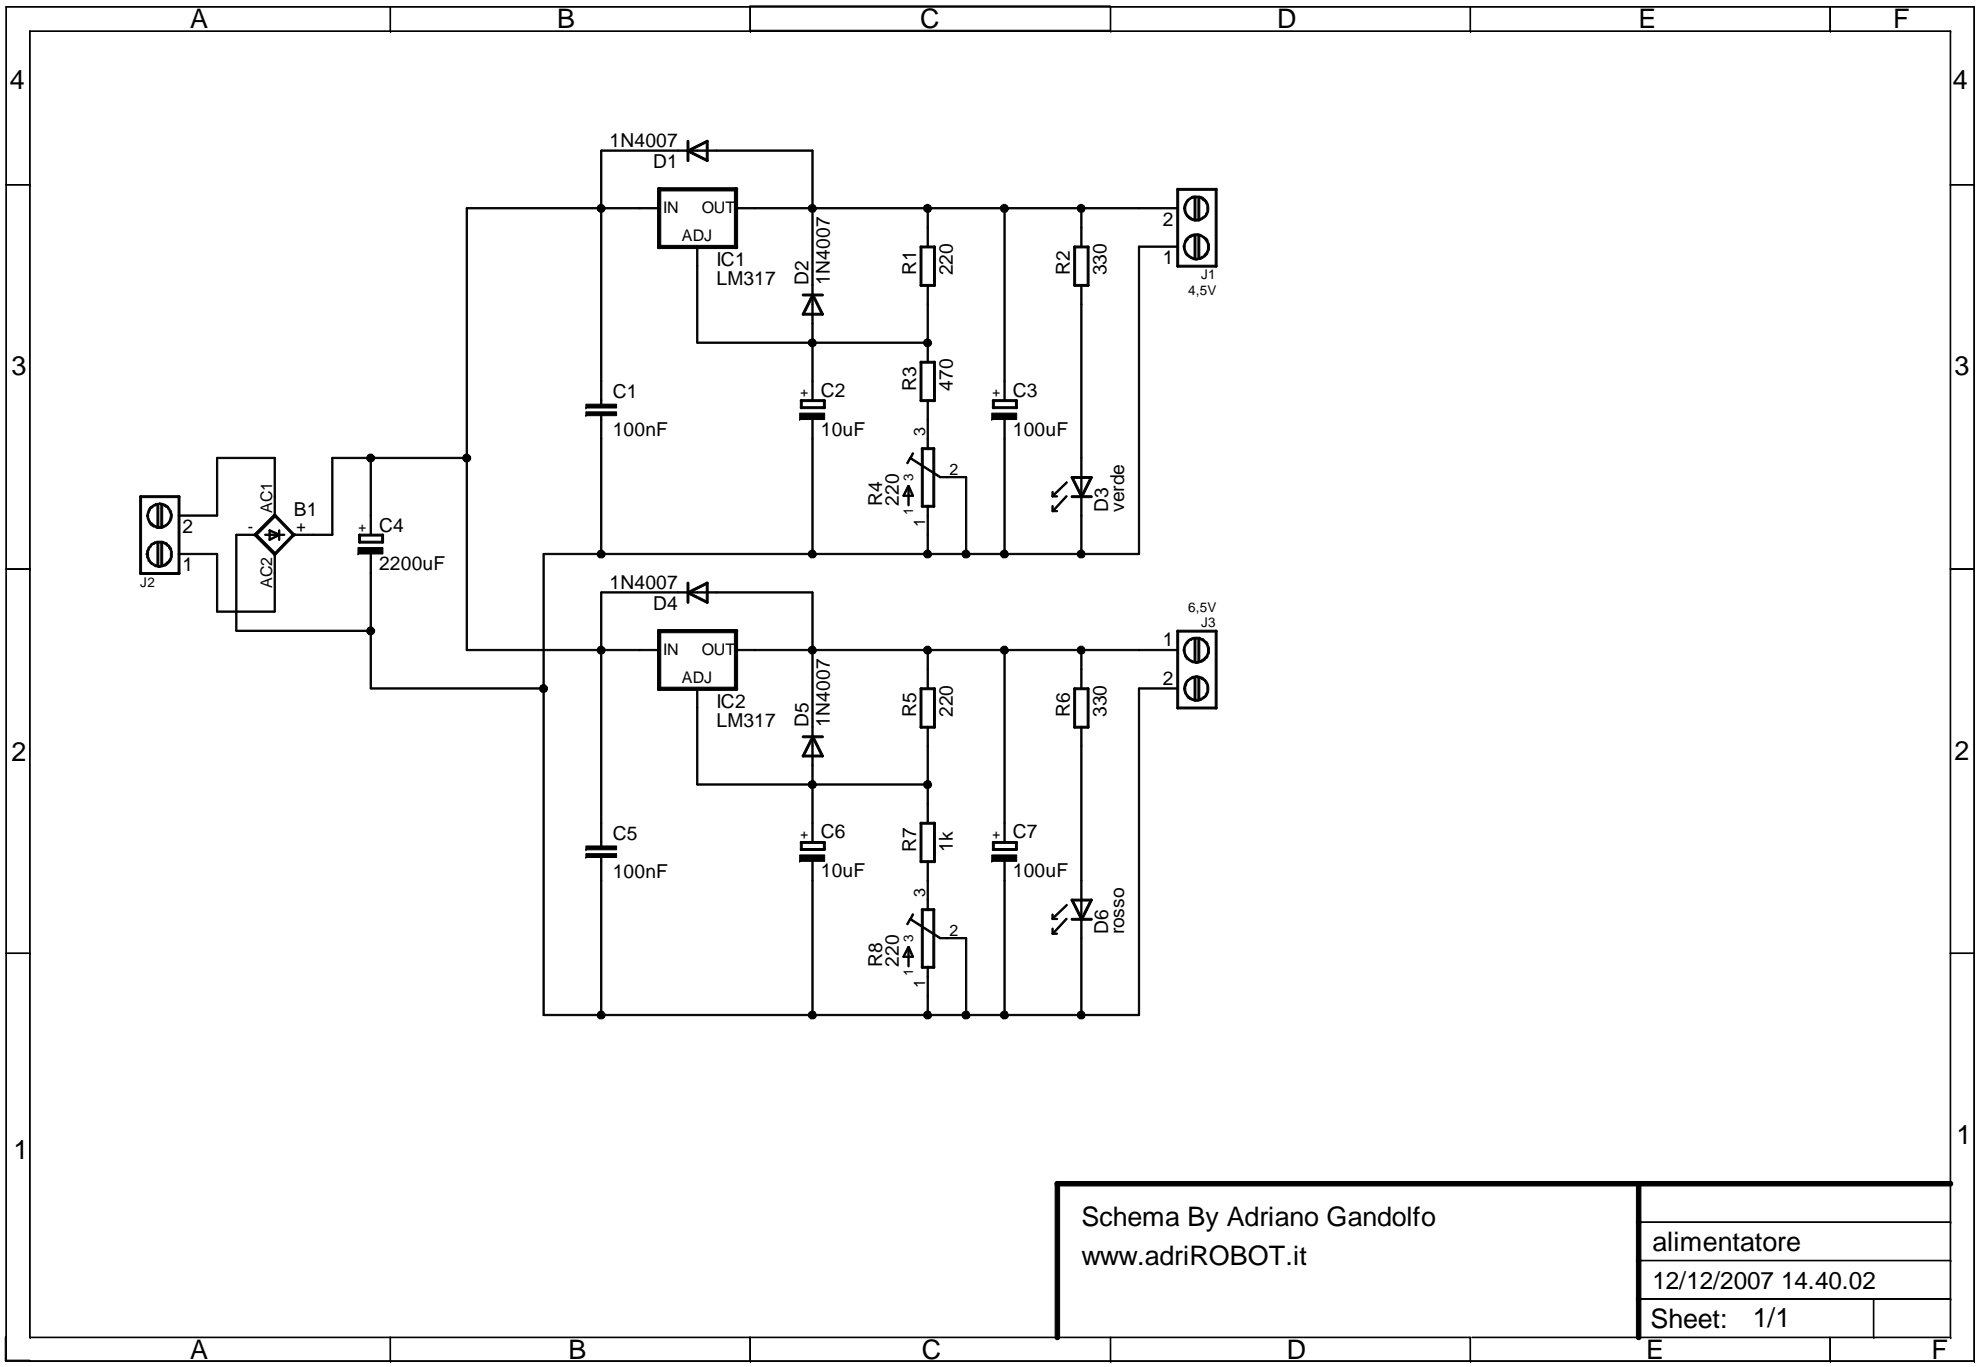 A B C D E F
4 4
1N4007
D1
IN OUT
ADJ
IC1
LM317
D2
1N4007
R1
220
R2
330
2
1
J1
4,5V
3 3
R3
470
C1
100nF
+ C2
10uF
+ C3
100uF
3
R4
220
1 3
2
1
D3
verde
2
1
J2
AC1
AC2
- +
B1
+ C4
2200uF
1N4007
D4
6,5V
J3
1
2
IN OUT
ADJ
IC2
LM317
D5
1N4007
R5
220
R6
330
2 2
C5
100nF
+ C6
10uF
R7
1k
+ C7
100uF
3
R8
220
1 3
2
1
D6
rosso
1 1
Schema By Adriano Gandolfo
www.adriROBOT.it
alimentatore
12/12/2007 14.40.02
Sheet: 1/1
A B C D E F